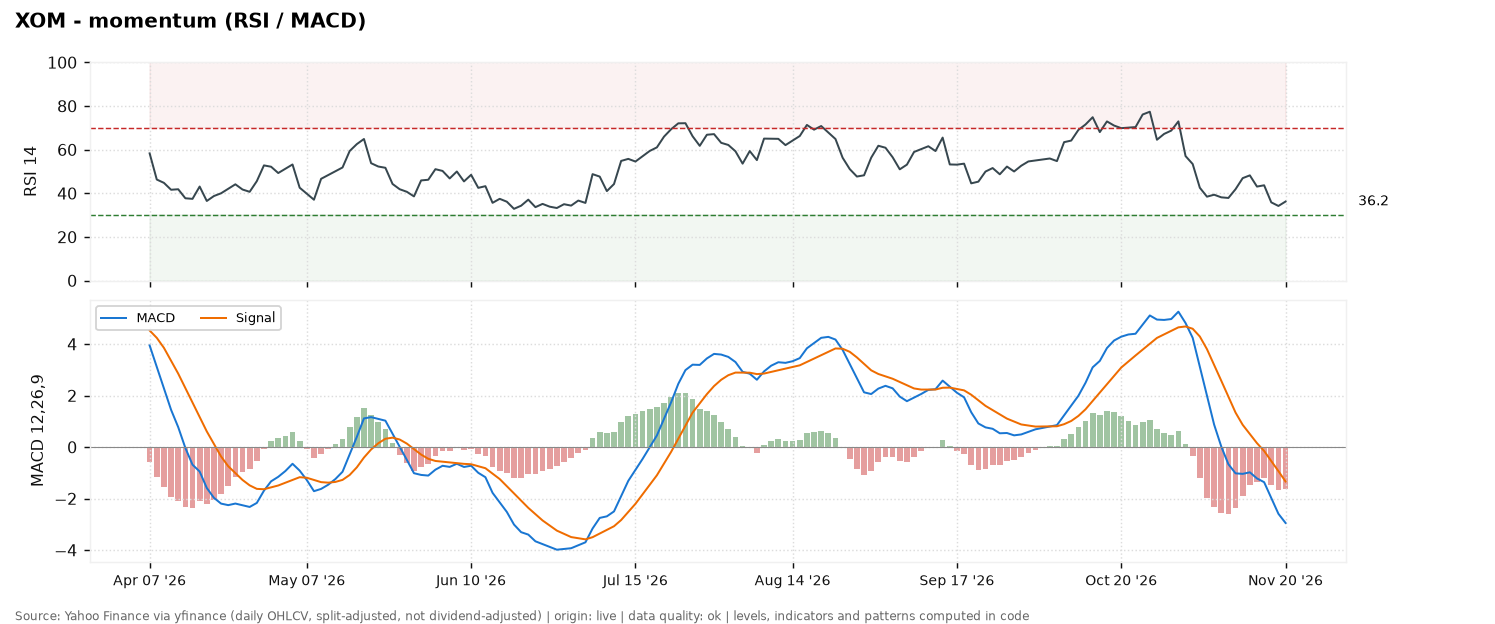 XOM - momentum (RSI / MACD)
100
80
60
40
20
0
RSI 14
36.2
MACD
Signal
4
2
0
−2
−4
MACD 12,26,9
Apr 07 '26
May 07 '26
Jun 10 '26
Jul 15 '26
Aug 14 '26
Sep 17 '26
Oct 20 '26
Nov 20 '26
Source: Yahoo Finance via yfinance (daily OHLCV, split-adjusted, not dividend-adjusted) | origin: live | data quality: ok | levels, indicators and patterns computed in code